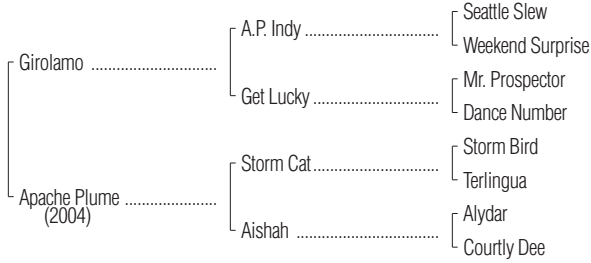 Seattle Slew
A.P. Indy ..............................
Weekend Surprise
Girolamo ............................
Mr. Prospector
Get Lucky .............................
Dance Number
Storm Bird
Storm Cat .............................
Terlingua
Apache Plume .....................
(2004)
Alydar
Aishah ................................
Courtly Dee